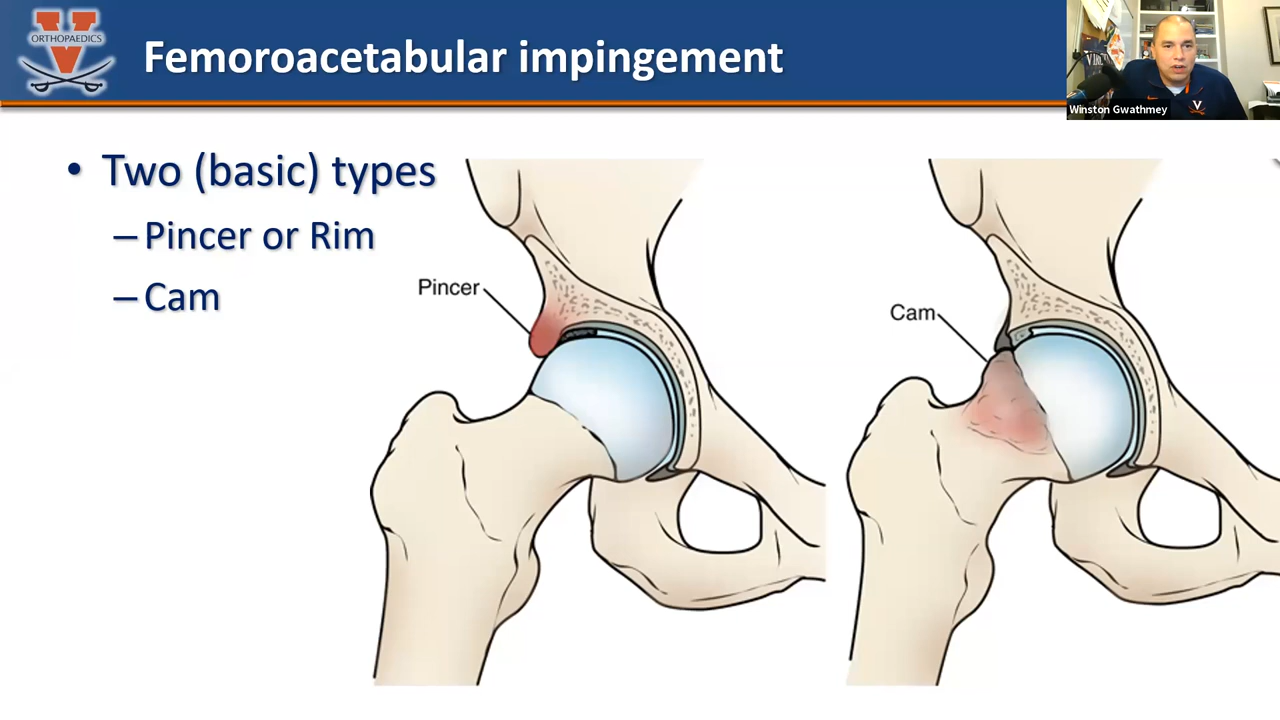 V
ORTHOPAEDICS
Femoroacetabular impingement
Winston Gwathmey
• Two (basic) types
– Pincer or Rim
– Cam
Pincer
Cam